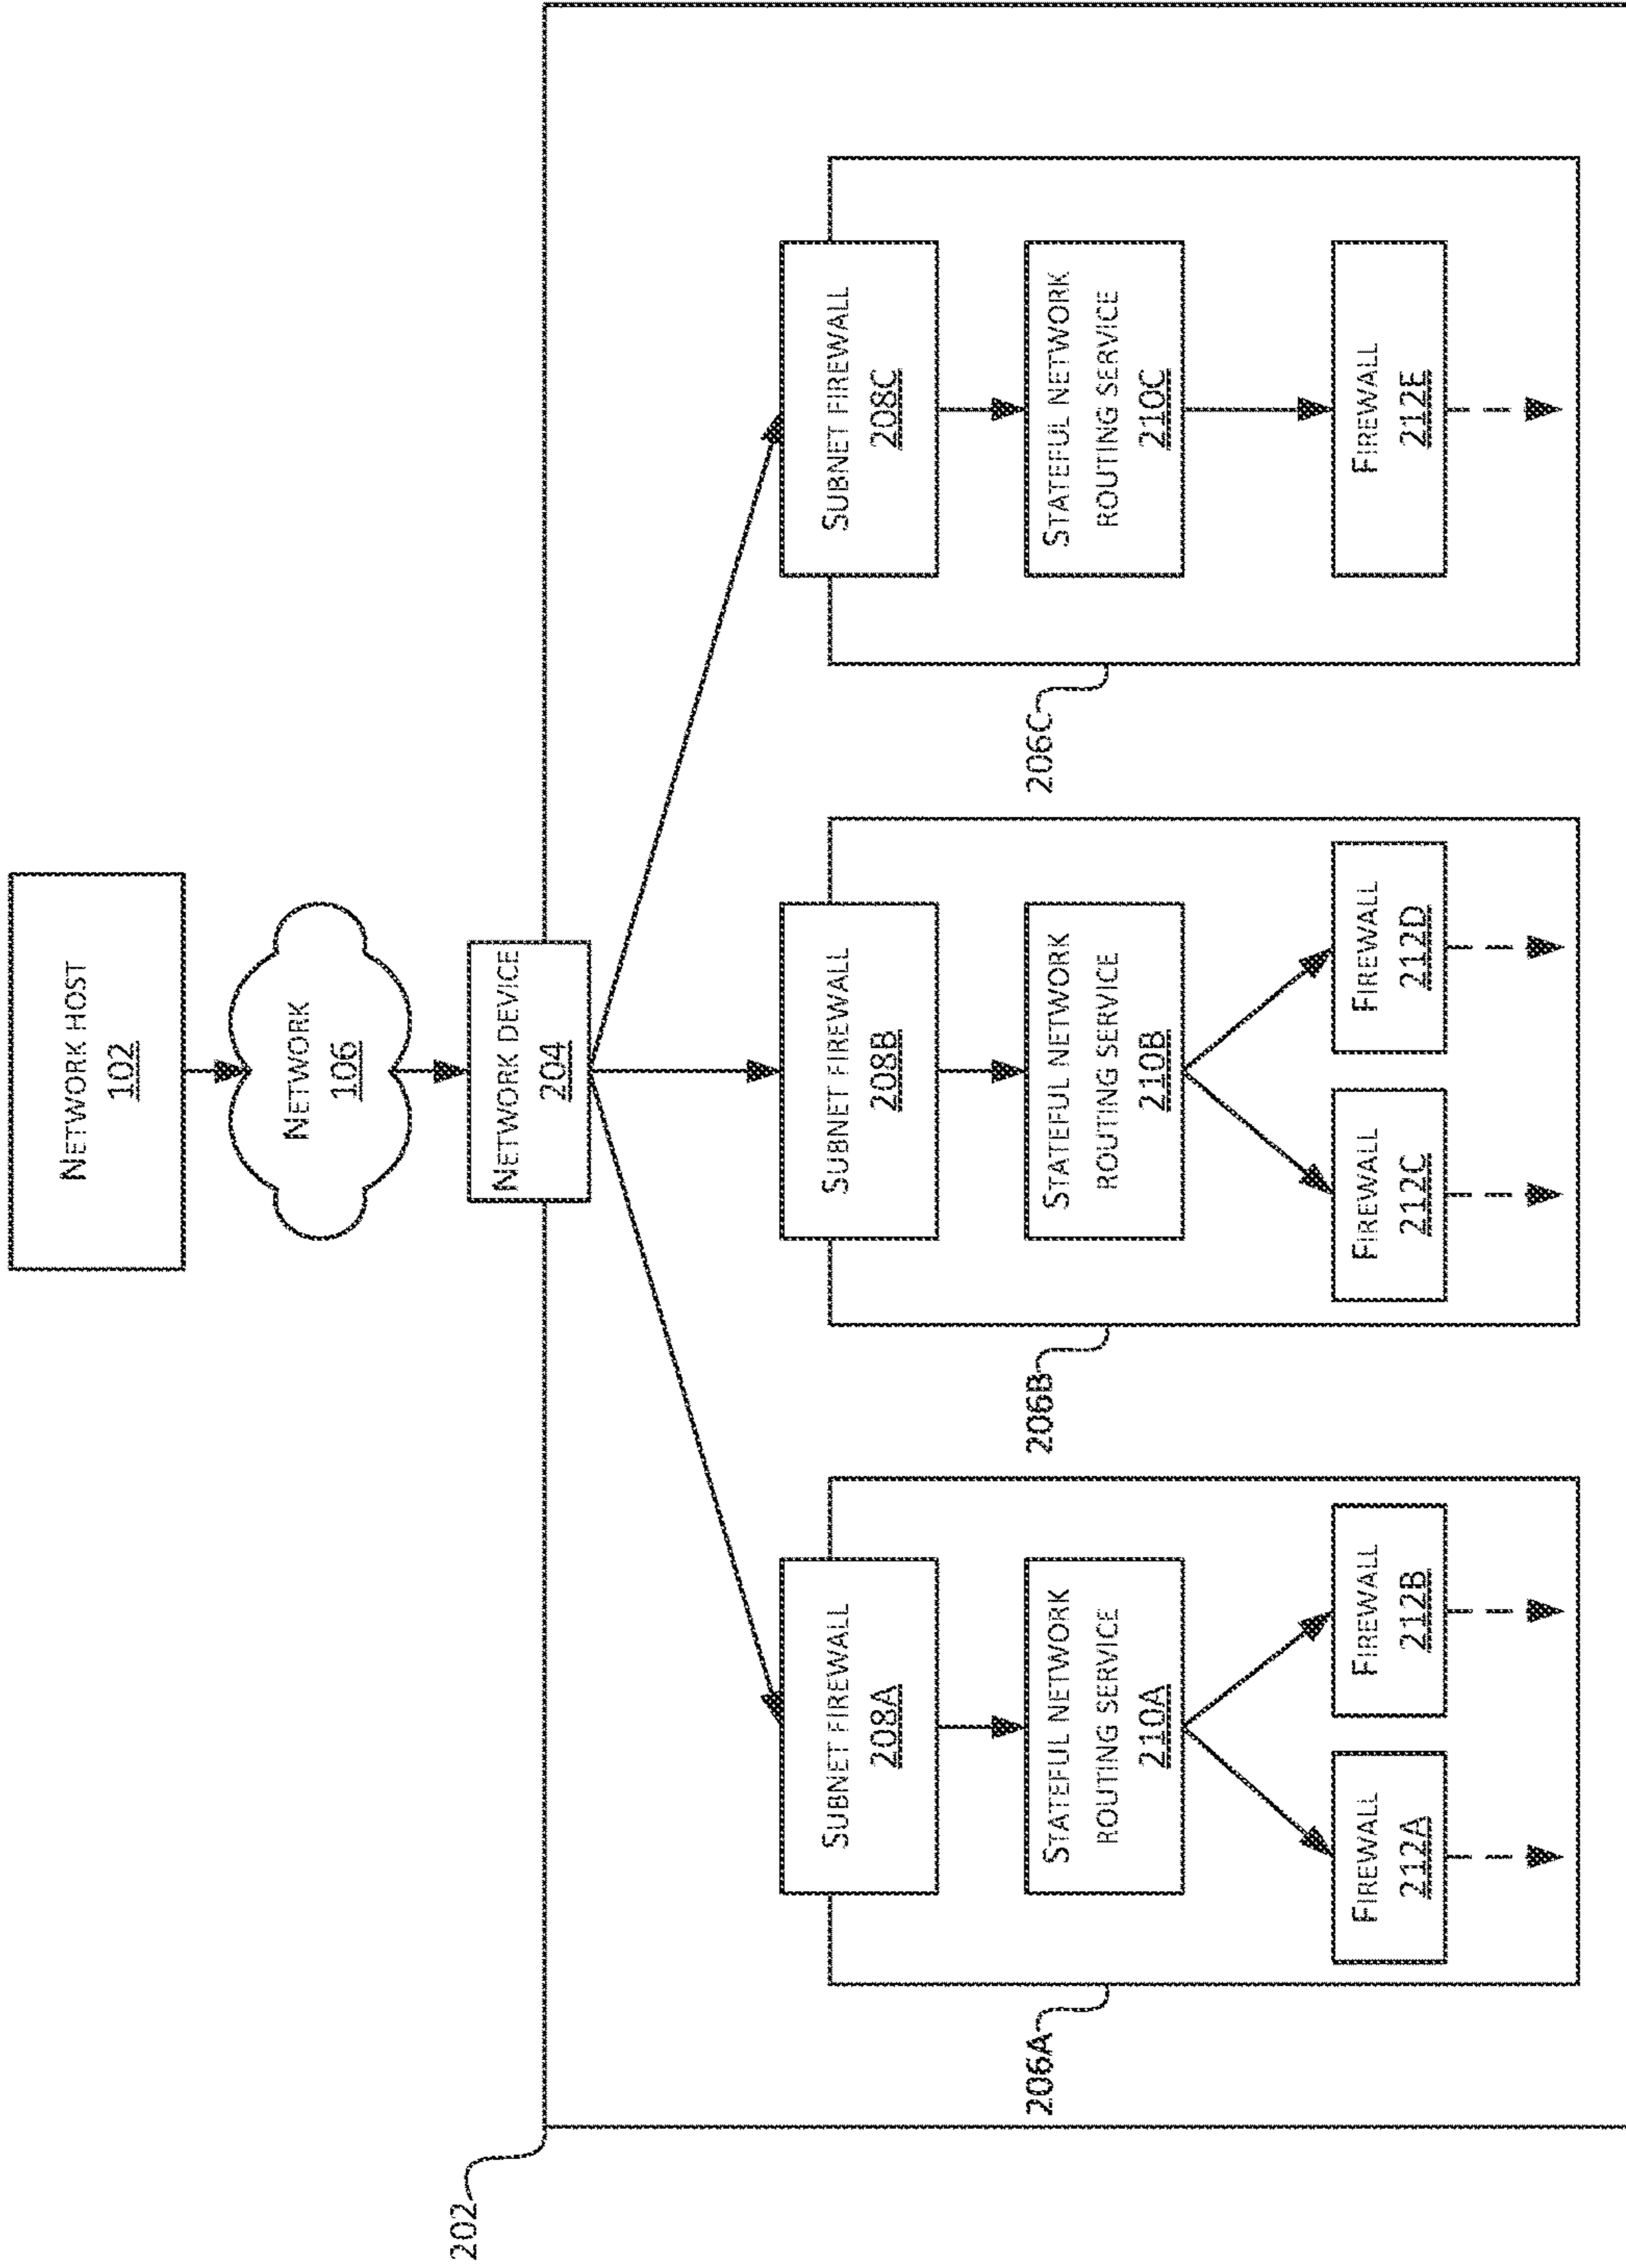 NETWORK HOST
102
NETWORK
106
NETWORK DEVICE
204
202
SUBNET FIREWALL
208A
SUBNET FIREWALL
208B
SUBNET FIREWALL
208C
206A
STATEFUL NETWORK
ROUTING SERVICE
210A
206B
STATEFUL NETWORK
ROUTING SERVICE
210B
206C
STATEFUL NETWORK
ROUTING SERVICE
210C
FIREWALL
212A
FIREWALL
212B
FIREWALL
212C
FIREWALL
212D
FIREWALL
212E